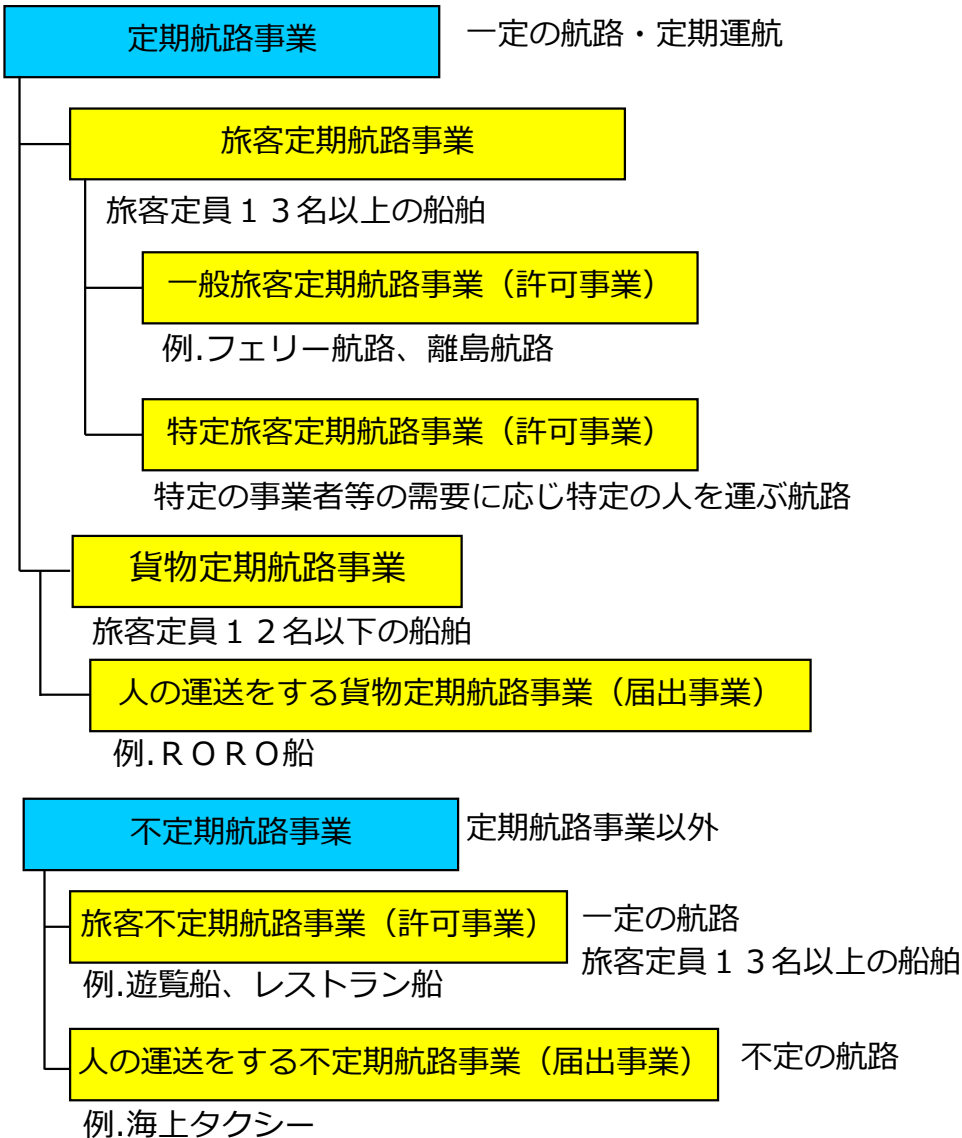 定期航路事業
一定の航路・定期運航
旅客定期航路事業
旅客定員１３名以上の船舶
一般旅客定期航路事業（許可事業）
例.フェリー航路、離島航路
特定旅客定期航路事業（許可事業）
特定の事業者等の需要に応じ特定の人を運ぶ航路
貨物定期航路事業
旅客定員１２名以下の船舶
人の運送をする貨物定期航路事業（届出事業）
例.ＲＯＲＯ船
不定期航路事業
定期航路事業以外
旅客不定期航路事業（許可事業）
一定の航路
旅客定員１３名以上の船舶
例.遊覧船、レストラン船
人の運送をする不定期航路事業（届出事業）
不定の航路
例.海上タクシー